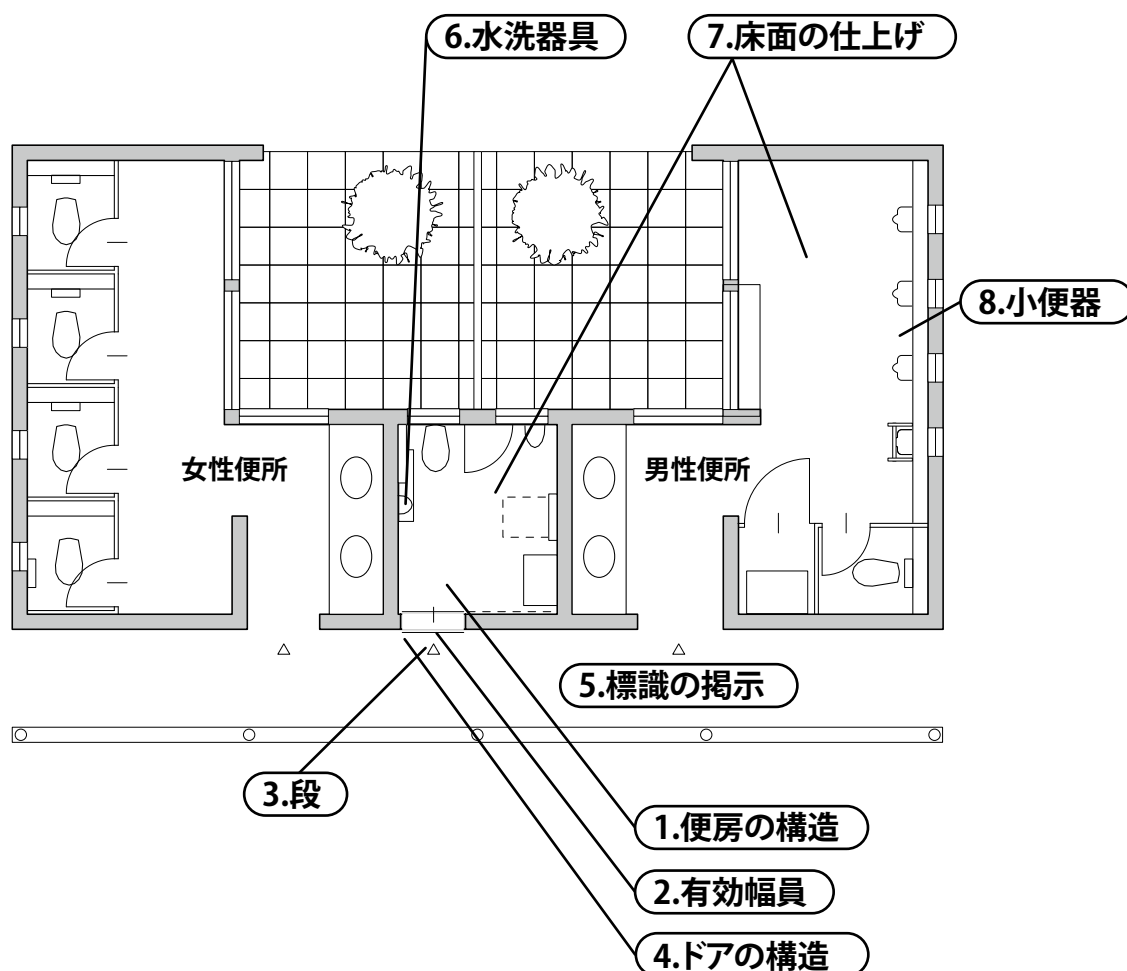 6.水洗器具
7.床面の仕上げ
8.小便器
女性便所
男性便所
5.標識の掲示
3.段
1.便房の構造
2.有効幅員
4.ドアの構造